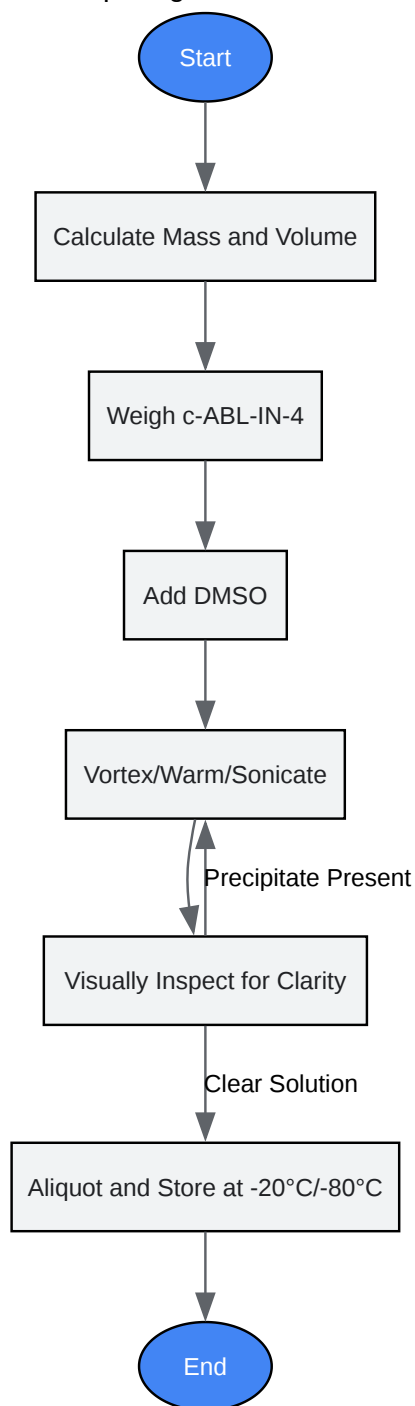 Start
Calculate Mass and Volume
Weigh c-ABL-IN-4
Add DMSO
Vortex/Warm/Sonicate
Precipitate Present
Visually Inspect for Clarity
Clear Solution
Aliquot and Store at -20°C/-80°C
End